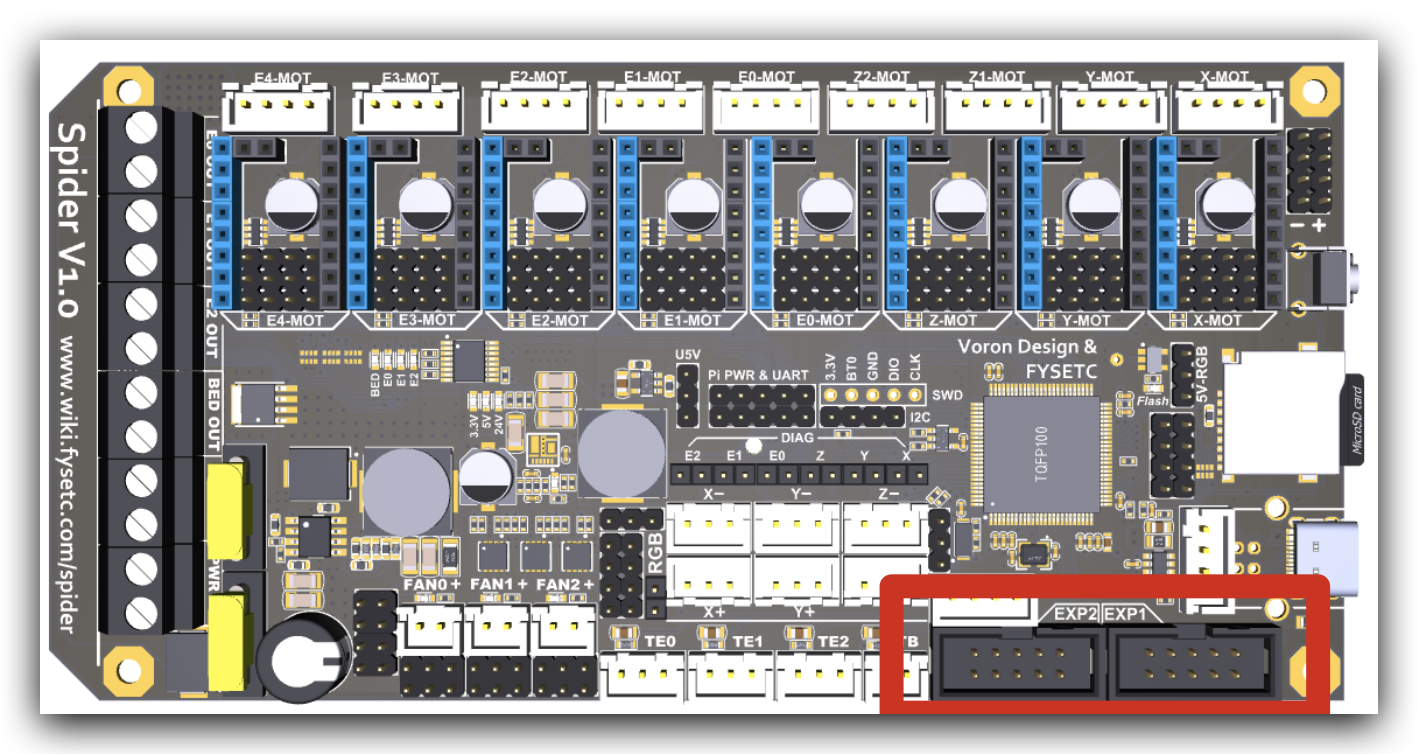 E4-MOT E3-MOT E2-MOT E1-MOT E0-MOT Z2-MOT Z1-MOT Y-MOT X-MOT
Spider V1.0 www.wiki.fysetc.com/spider
E0 OUT
E1 OUT
E2 OUT
BED OUT
PWR
- +
E4-MOT E3-MOT E2-MOT E1-MOT E0-MOT Z-MOT Y-MOT X-MOT
Voron Design &
FYSETC
BED E0 E1 E2
3.3V 5V 24V
U5V
Pi PWR & UART
3.3V BT0 GND DIO CLK
SWD
I2C
DIAG
E2 E1 E0 Z Y X
X- Y- Z-
TQFP100
Flash
5V-RGB
MicroSD card
RGB
FAN0 + FAN1 + FAN2 +
X+ Y+
EXP2 EXP1
TE0 TE1 TE2 TB